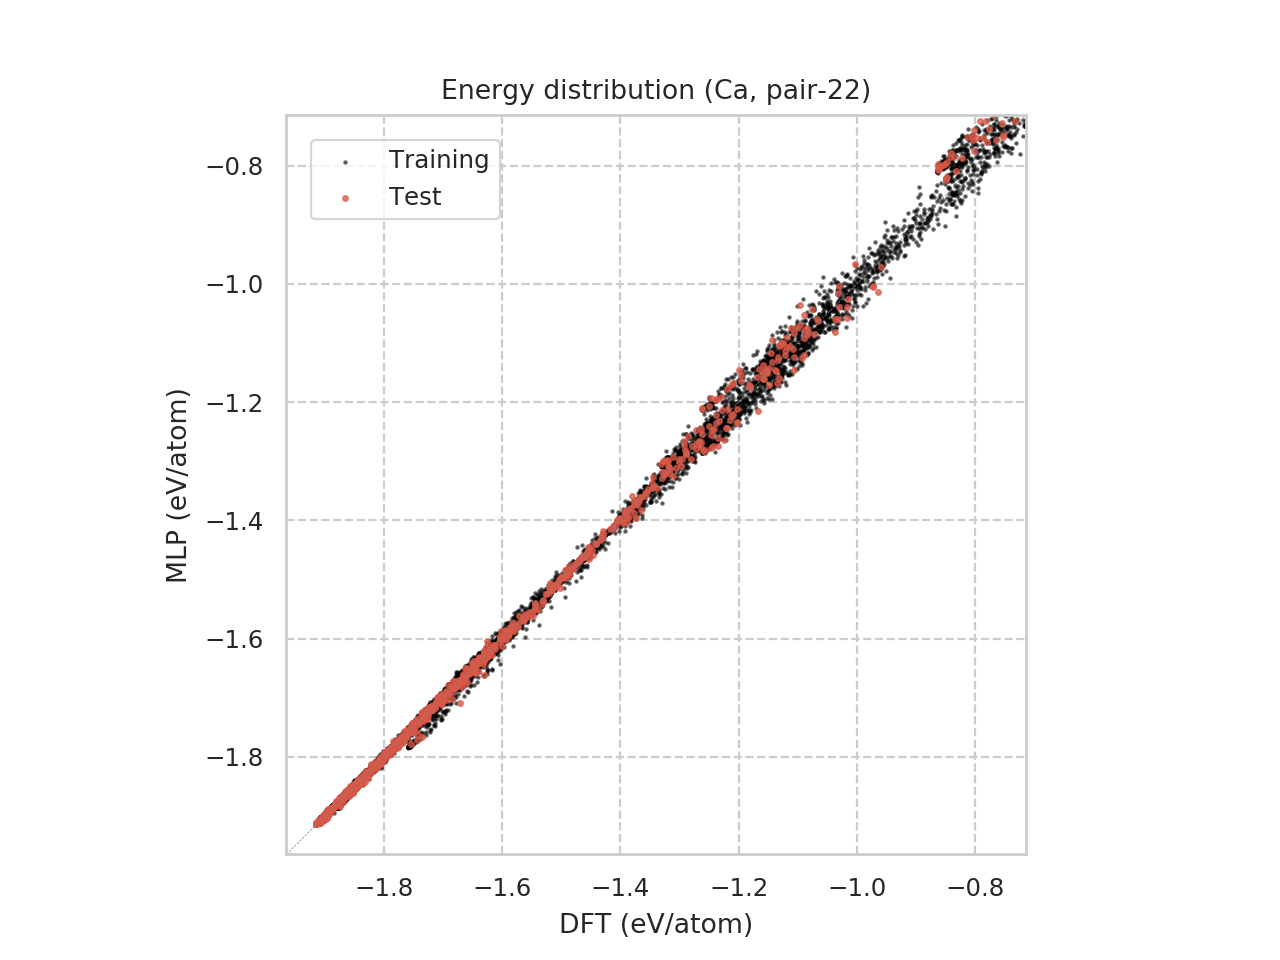 Energy distribution (Ca, pair-22)
Training
Test
MLP (eV/atom)
−0.8
−1.0
−1.2
−1.4
−1.6
−1.8
−1.8 −1.6 −1.4 −1.2 −1.0 −0.8
DFT (eV/atom)